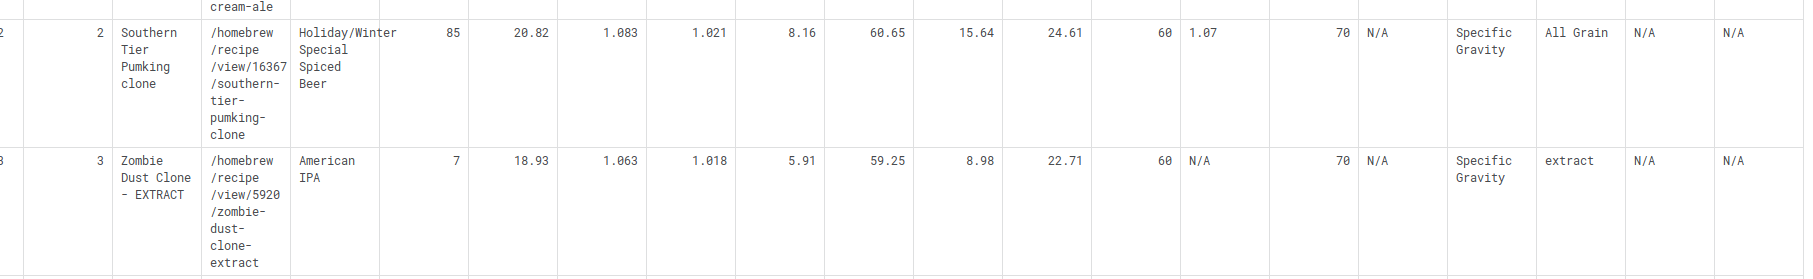 cream-ale
2 2 Southern /homebrew Holiday/Winter 85 20.82 1.083 1.021 8.16 60.65 15.64 24.61 60 1.07 70 N/A Specific All Grain N/A N/A
Tier /recipe Special Gravity
Pumking /view/16367 Spiced
clone /southern- Beer
tier-
pumking-
clone
3 3 Zombie /homebrew American 7 18.93 1.063 1.018 5.91 59.25 8.98 22.71 60 N/A 70 N/A Specific extract N/A N/A
Dust Clone /recipe IPA Gravity
- EXTRACT /view/5920
/zombie-
dust-
clone-
extract